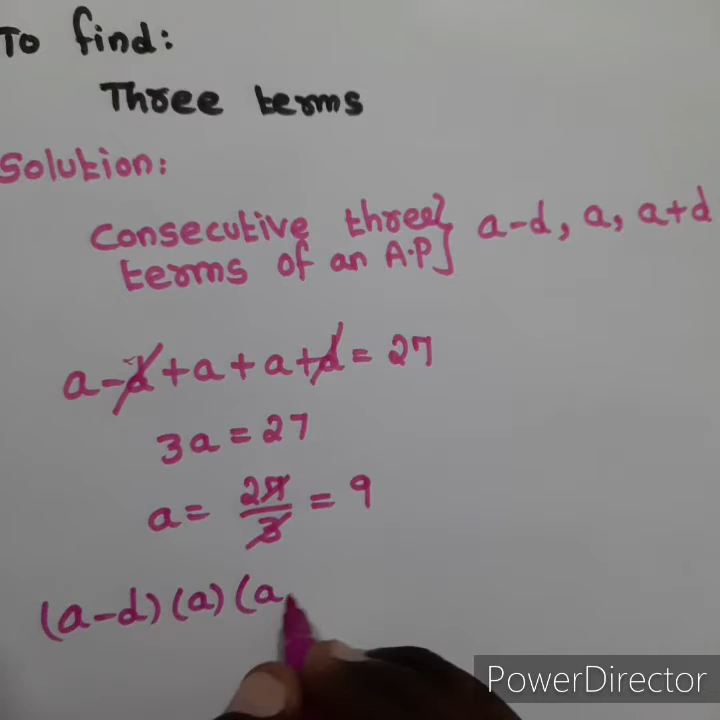 To find:
Three terms
Solution:
Consecutive three } a-d, a, a+d
terms of an A.P
a-d+a+a+d=27
3a=27
a= 27/3 = 9
(a-d)(a)(a
PowerDirector